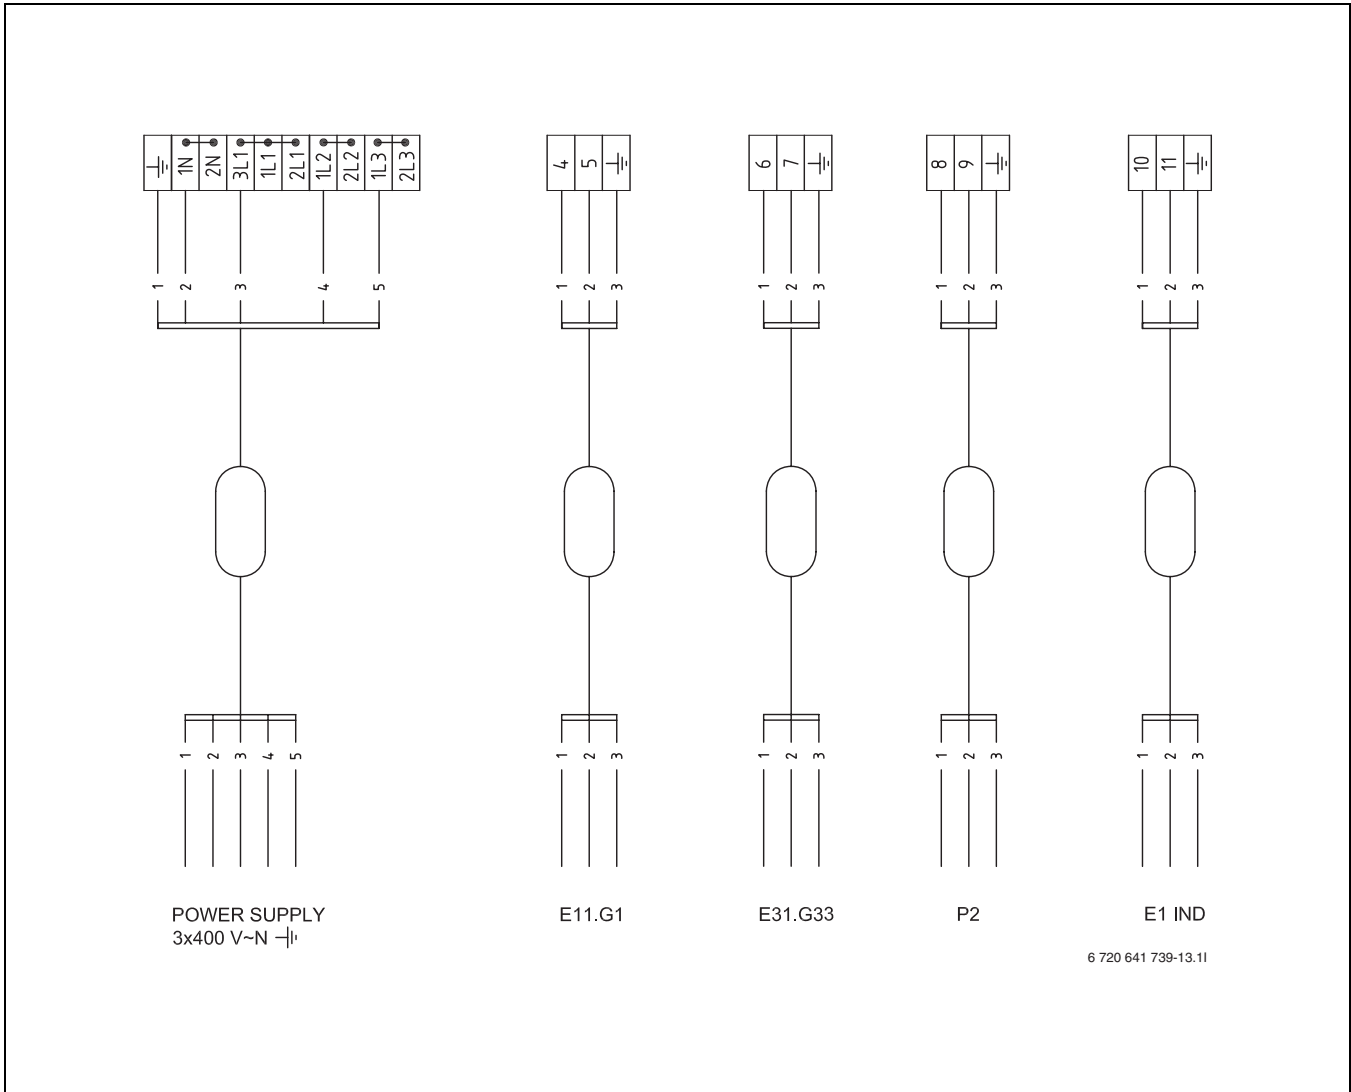 1N 2N 3L1 1L1 2L1 1L2 2L2 1L3 2L3
4 5
6 7
8 9
10 11
1 2 3 4 5
1 2 3
1 2 3
1 2 3
1 2 3
1 2 3 4 5
1 2 3
1 2 3
1 2 3
1 2 3
POWER SUPPLY
3x400 V~N
E11.G1
E31.G33
P2
E1 IND
6 720 641 739-13.1I